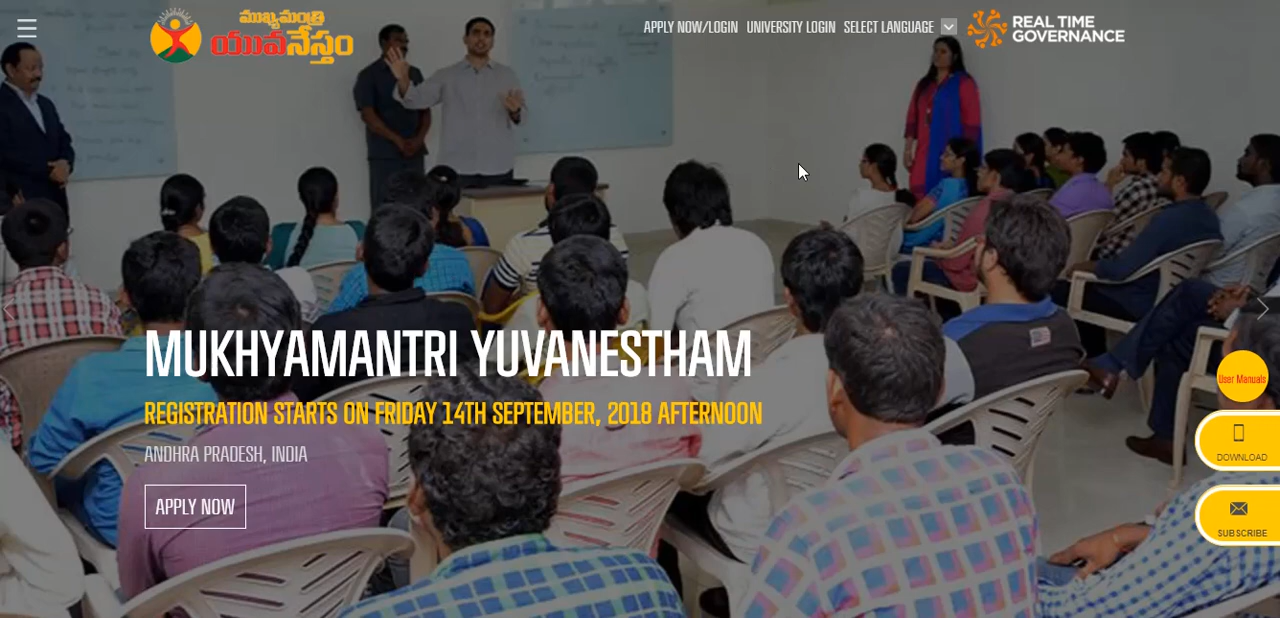 ముఖ్యమంత్రి
యువనేస్తం
APPLY NOW/LOGIN UNIVERSITY LOGIN SELECT LANGUAGE
REAL TIME
GOVERNANCE
MUKHYAMANTRI YUVANESTHAM
REGISTRATION STARTS ON FRIDAY 14TH SEPTEMBER, 2018 AFTERNOON
ANDHRA PRADESH, INDIA
APPLY NOW
User Manuals
DOWNLOAD
SUBSCRIBE